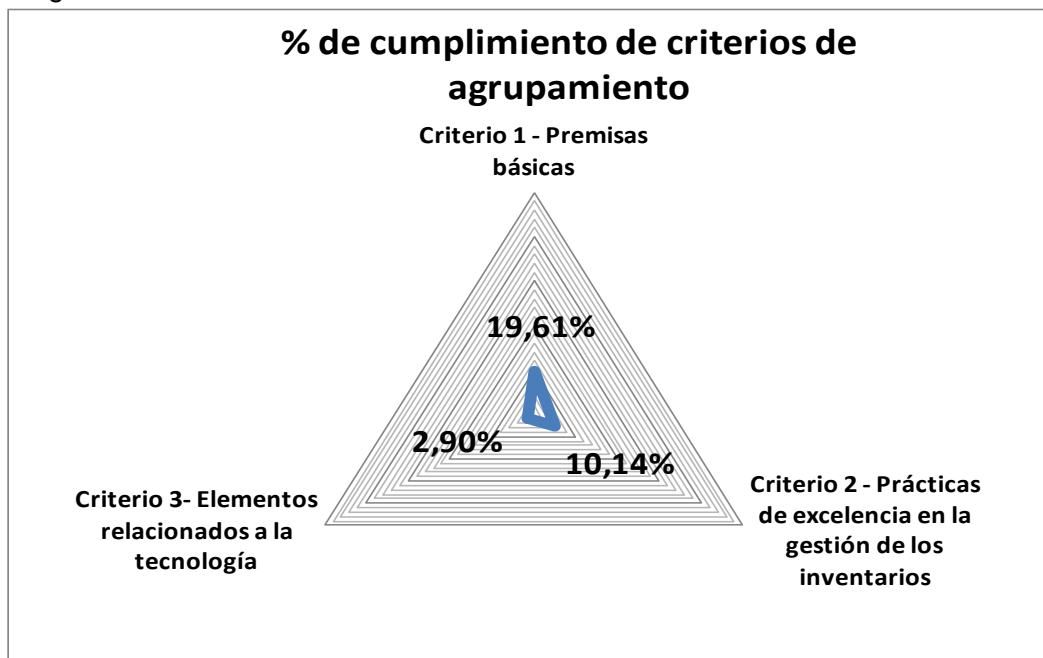 % de cumplimiento de criterios de
agrupamiento
Criterio 1 - Premisas
básicas
19,61%
2,90%
10,14%
Criterio 3- Elementos
relacionados a la
tecnología
Criterio 2 - Prácticas
de excelencia en la
gestión de los
inventarios